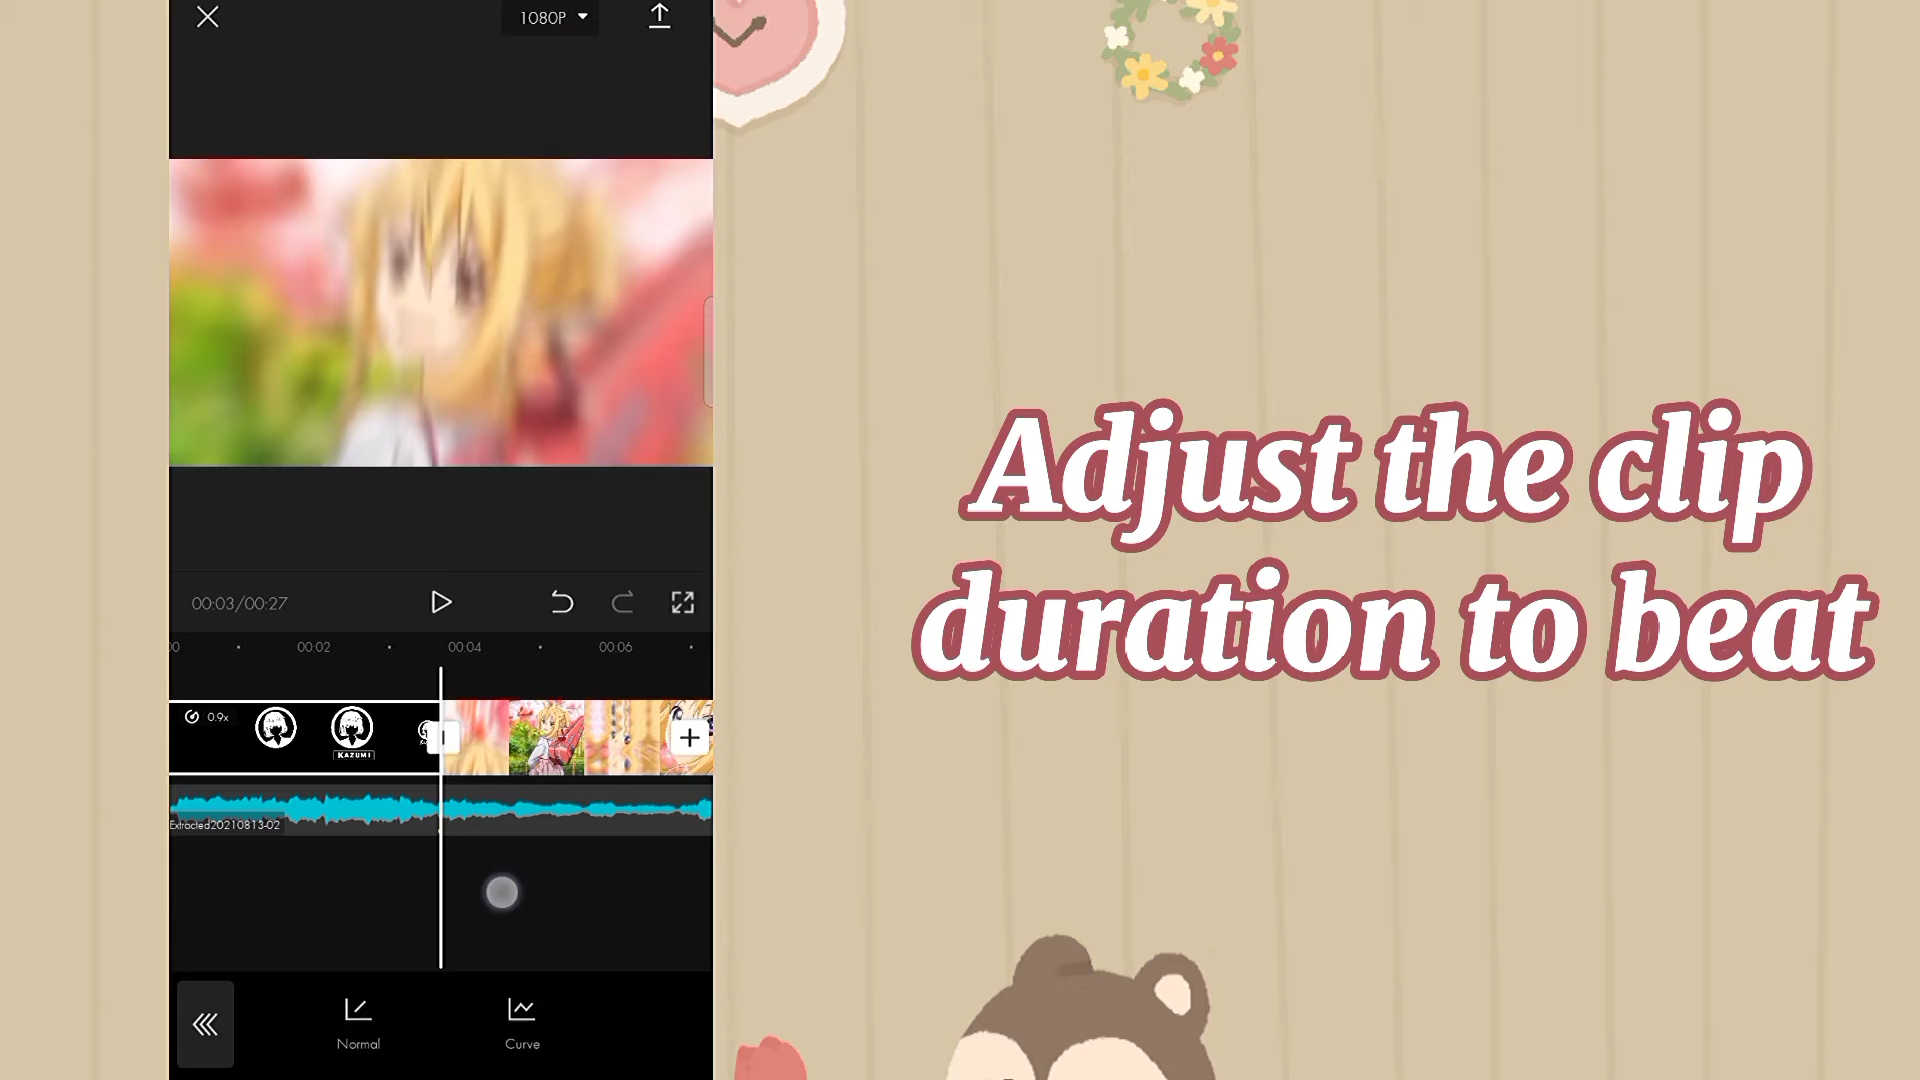 1080P
Adjust the clip
duration to beat
00:03/00:27
00:02
00:04
00:06
0.9x
KAZUMI
Extracted20210813-02
Normal
Curve